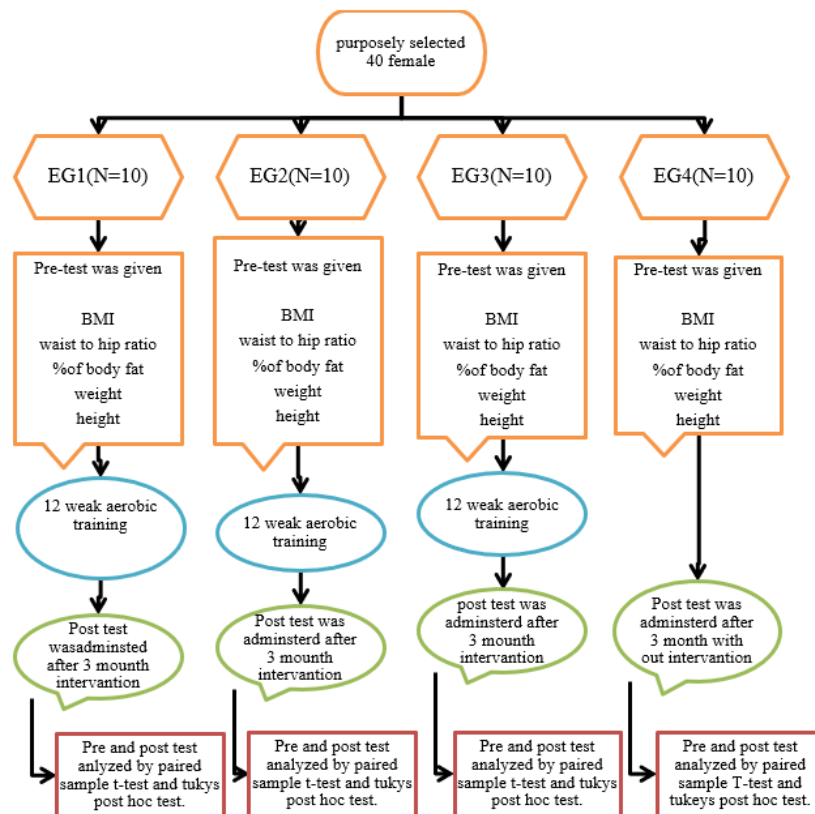 purposely selected
40 female
EG1(N=10)
EG2(N=10)
EG3(N=10)
EG4(N=10)
Pre-test was given
BMI
waist to hip ratio
%of body fat
weight
height
Pre-test was given
BMI
waist to hip ratio
%of body fat
weight
height
Pre-test was given
BMI
waist to hip ratio
%of body fat
weight
height
Pre-test was given
BMI
waist to hip ratio
%of body fat
weight
height
12 weak aerobic
training
12 weak aerobic
training
12 weak aerobic
training
Post test
wasadminsted
after 3 mounth
intervantion
Post test was
adminsterd after
3 mounth
intervantion
post test was
adminsterd after
3 mounth
intervantion
Post test was
adminsterd after
3 month with
out intervention
Pre and post test
anlyzed by paired
sample t-test and tukys
post hoc test.
Pre and post test
analyzed by paired
sample t-test and tukys
post hoc test.
Pre and post test
analyzed by paired
sample t-test and tukys
post hoc test.
Pre and post test
analyzed by paired
sample T-test and
tukeys post hoc test.